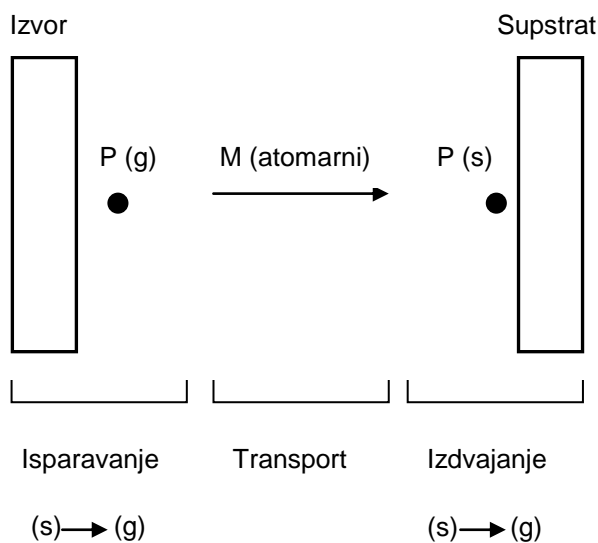 Izvor Supstrat
P (g) M (atomarni) P (s)
Isparavanje Transport Izdvajanje
(s) → (g) (s) → (g)